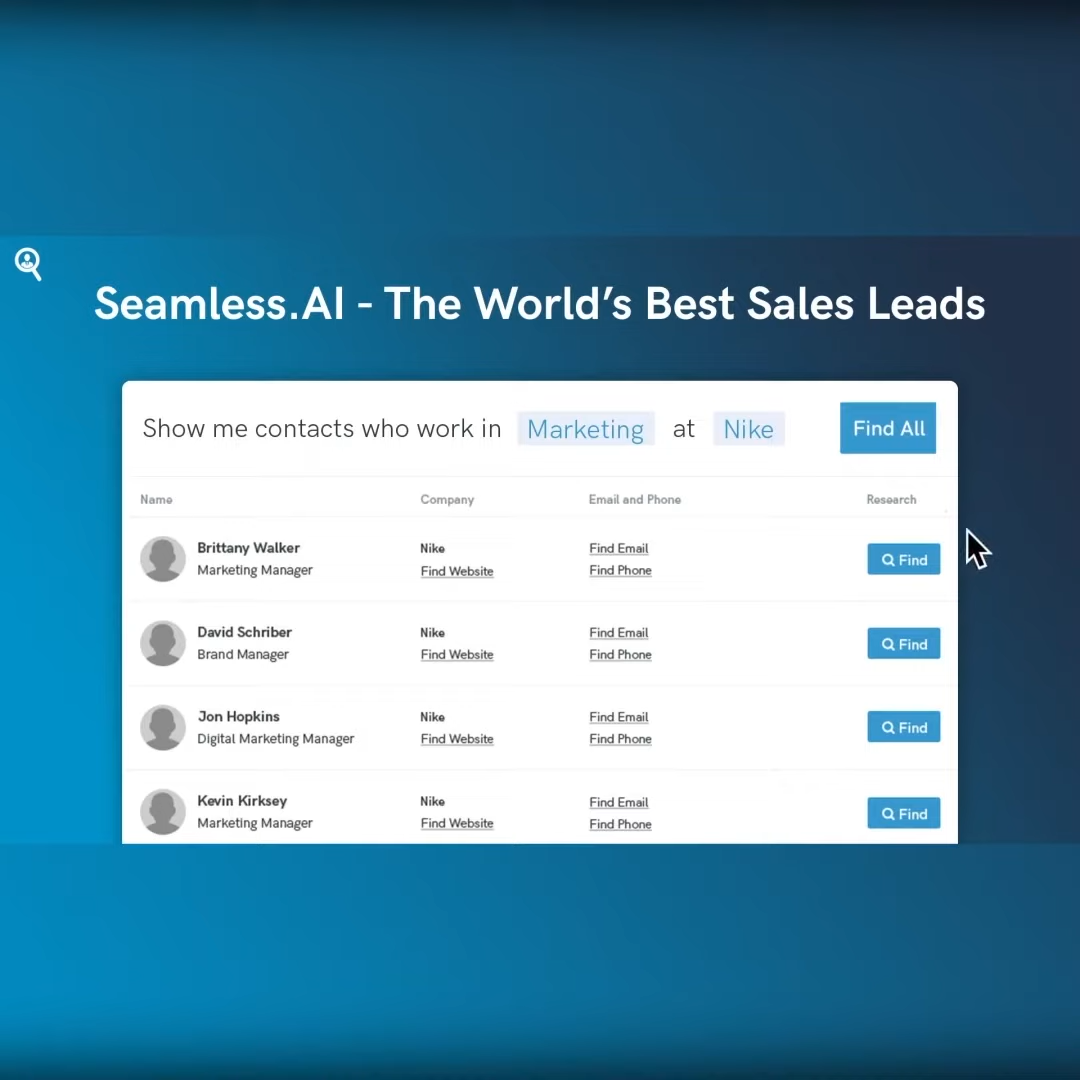 Seamless.AI - The World's Best Sales Leads
Show me contacts who work in Marketing at Nike Find All
Name Company Email and Phone Research
Brittany Walker Nike Find Email
Marketing Manager Find Website Find Phone Find
David Schriber Nike Find Email
Brand Manager Find Website Find Phone Find
Jon Hopkins Nike Find Email
Digital Marketing Manager Find Website Find Phone Find
Kevin Kirksey Nike Find Email
Marketing Manager Find Website Find Phone Find